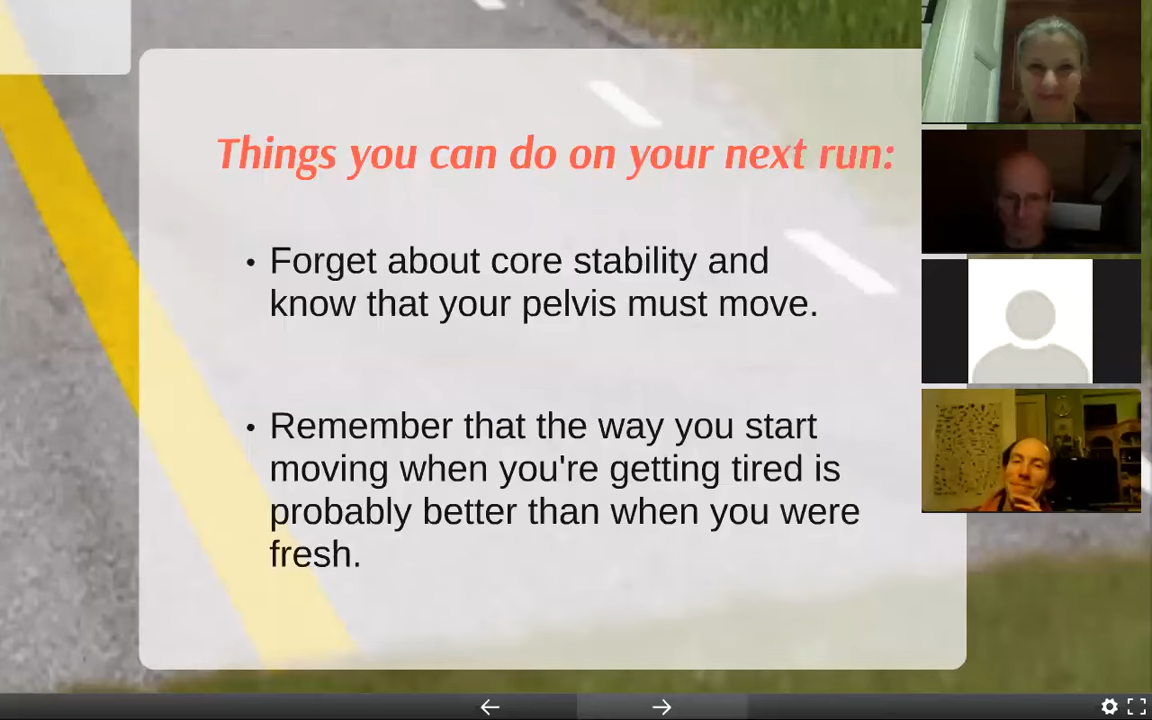 Things you can do on your next run:
• Forget about core stability and
know that your pelvis must move.
• Remember that the way you start
moving when you're getting tired is
probably better than when you were
fresh.